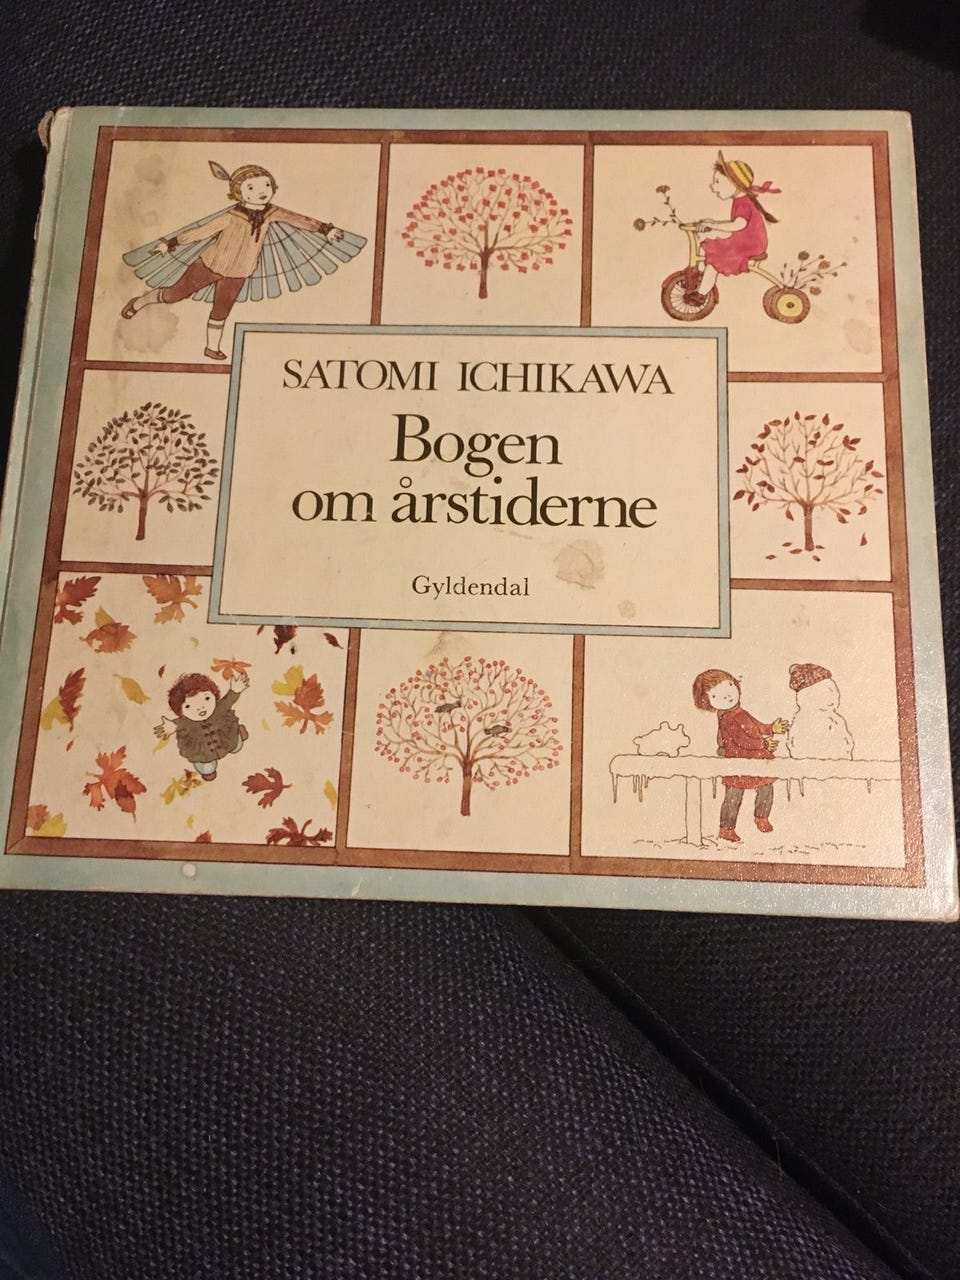 SATOMI ICHIKAWA
Bogen
om årstiderne
Gyldendal